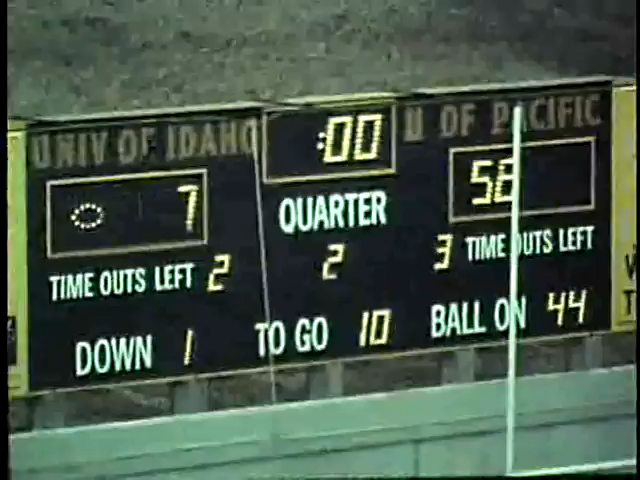 UNIV OF IDAHO :00 U OF PACIFIC
7 QUARTER 58
TIME OUTS LEFT 2 2 3 TIME OUTS LEFT
DOWN 1 TO GO 10 BALL ON 44